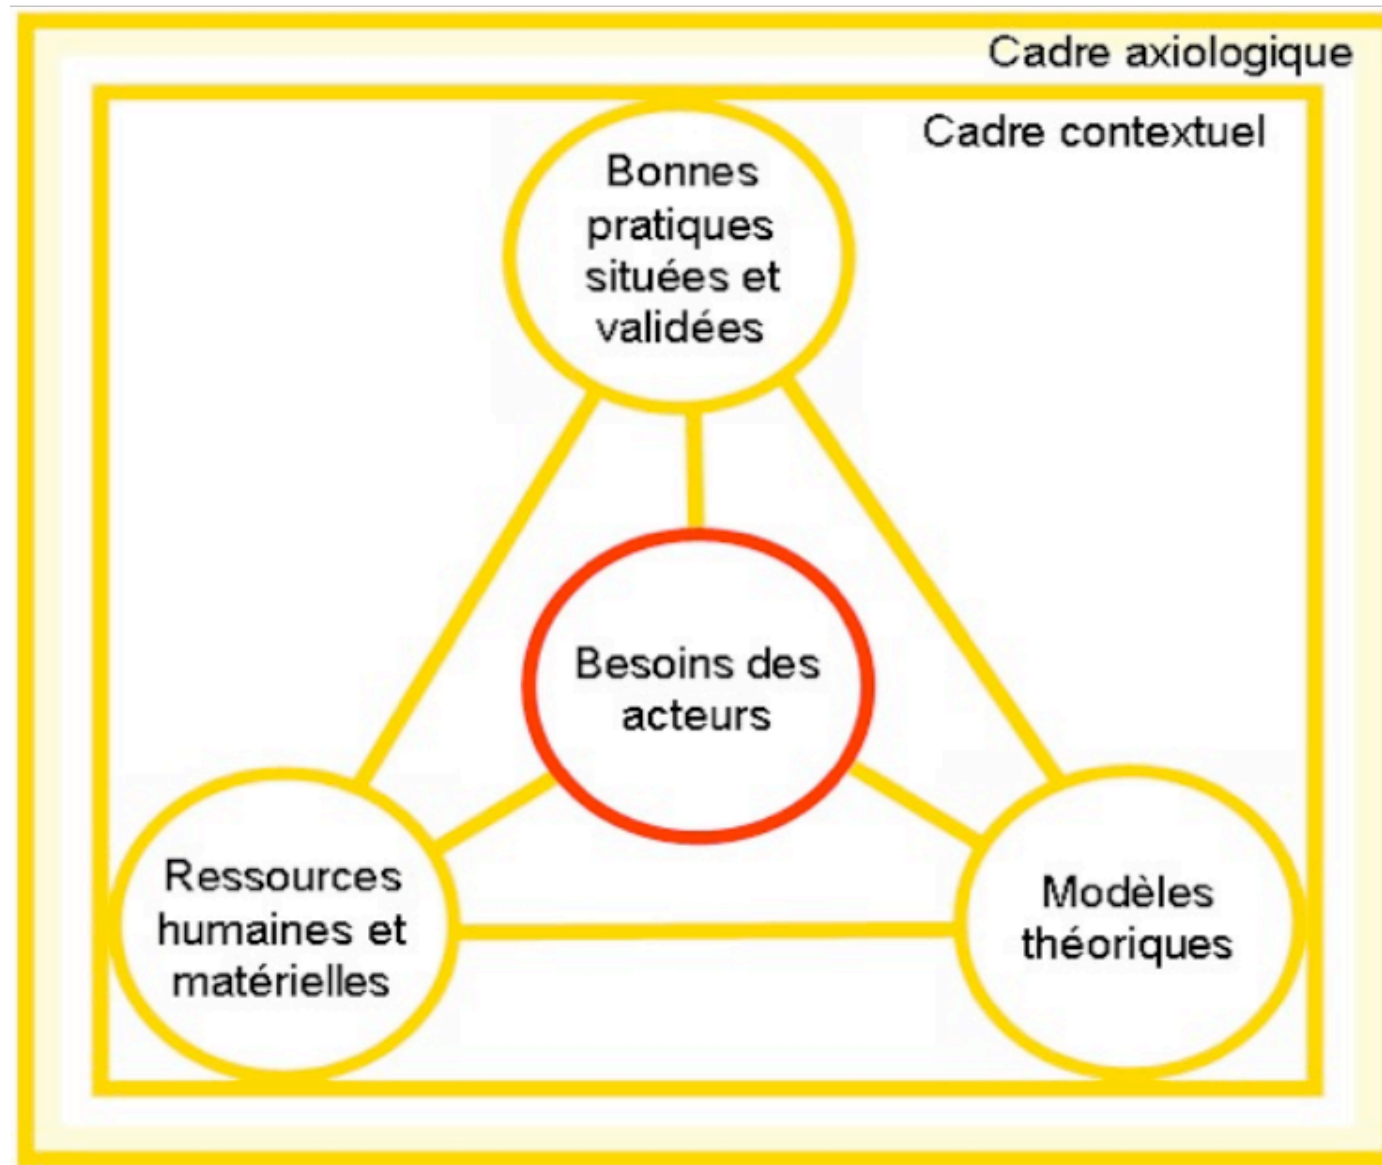 Cadre axiologique
Cadre contextuel
Bonnes
pratiques
situées et
validées
Besoins des
acteurs
Ressources
humaines et
matérielles
Modèles
théoriques